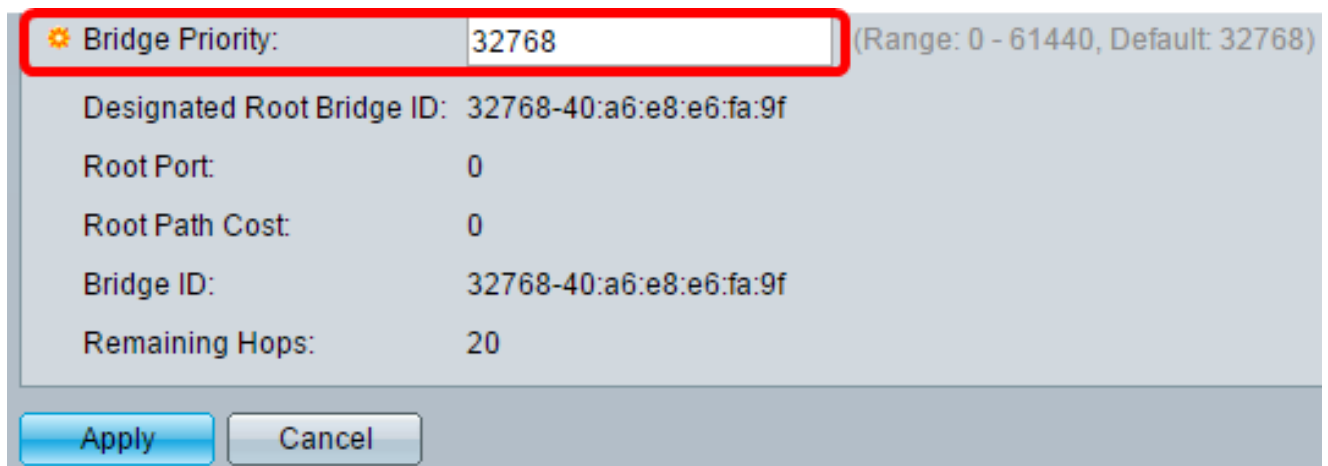 Bridge Priority: 32768 (Range: 0 - 61440, Default: 32768)
Designated Root Bridge ID: 32768-40:a6:e8:e6:fa:9f
Root Port: 0
Root Path Cost: 0
Bridge ID: 32768-40:a6:e8:e6:fa:9f
Remaining Hops: 20
Apply Cancel